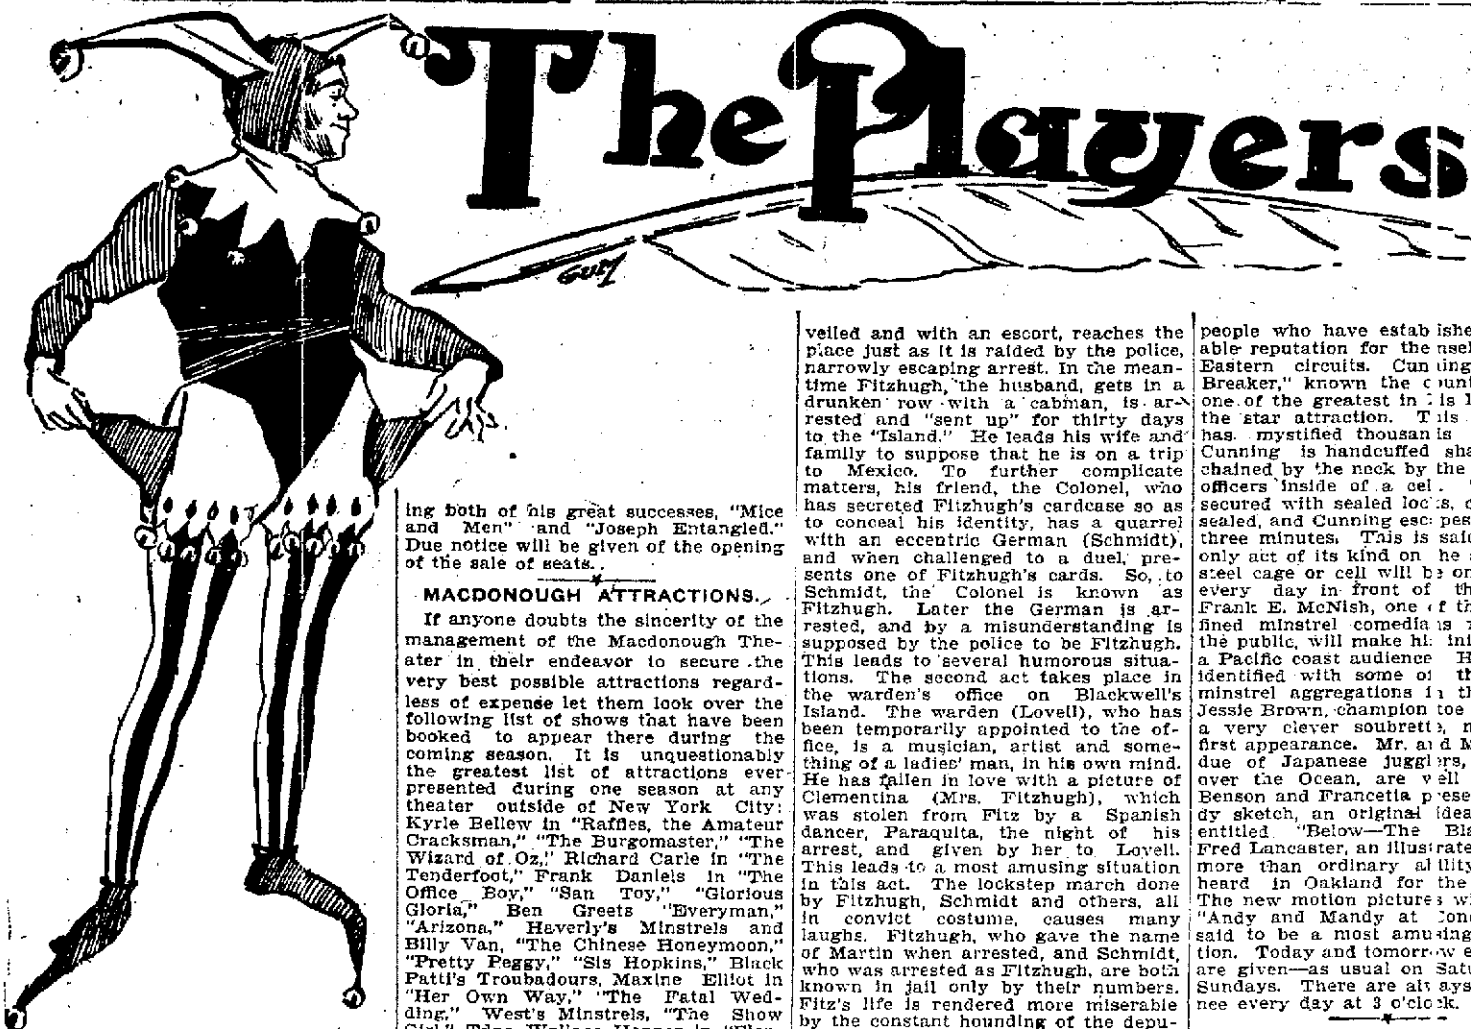 The Players
GUM
ing both of his great successes, "Mice
and Men" and "Joseph Entangled."
Due notice will be given of the opening
of the sale of seats.
MACDONOUGH ATTRACTIONS.
If anyone doubts the sincerity of the
management of the Macdonough The-
ater in their endeavor to secure the
very best possible attractions regard-
less of expense let them look over the
following list of shows that have been
booked to appear there during the
coming season. It is unquestionably
the greatest list of attractions ever
presented during one season at any
theater outside of New York City:
Kyrle Bellew in "Raffles, the Amateur
Cracksman," "The Burgomaster," "The
Wizard of Oz," Richard Carle in "The
Tenderfoot," Frank Daniels in "The
Office Boy," "San Toy," "Glorious
Gloria," Ben Greets "Everyman,"
"Arizona," Haverly's Minstrels and
Billy Van, "The Chinese Honeymoon,"
"Pretty Peggy," "Sis Hopkins," Black
Patti's Troubadours, Maxine Elliot in
"Her Own Way," "The Fatal Wed-
ding," West's Minstrels, "The Show
veiled and with an escort, reaches the
place just as it is raided by the police,
narrowly escaping arrest. In the mean-
time Fitzhugh, the husband, gets in a
drunken row with a cabman, is ar-
rested and "sent up" for thirty days
to the "Island." He leads his wife and
family to suppose that he is on a trip
to Mexico. To further complicate
matters, his friend, the Colonel, who
has secreted Fitzhugh's cardcase so as
to conceal his identity, has a quarrel
with an eccentric German (Schmidt),
and when challenged to a duel, pre-
sents one of Fitzhugh's cards. So, to
Schmidt, the Colonel is known as
Fitzhugh. Later the German is ar-
rested, and by a misunderstanding is
supposed by the police to be Fitzhugh.
This leads to several humorous situa-
tions. The second act takes place in
the warden's office on Blackwell's
Island. The warden (Lovell), who has
been temporarily appointed to the of-
fice, is a musician, artist and some-
thing of a ladies' man, in his own mind.
He has fallen in love with a picture of
Clementina (Mrs. Fitzhugh), which
was stolen from Fitz by a Spanish
dancer, Paraquita, the night of his
arrest, and given by her to Lovell.
This leads to a most amusing situation
in this act. The lockstep march done
by Fitzhugh, Schmidt and others, all
in convict costume, causes many
laughs. Fitzhugh, who gave the name
of Martin when arrested, and Schmidt,
who was arrested as Fitzhugh, are both
known in jail only by their numbers.
Fitz's life is rendered more miserable
by the constant hounding of the depu-
people who have
able reputation for
Eastern circuits.
Breaker," known the
one of the greatest in
the star attraction.
has mystified
Cunning is handcuffed
chained by the neck by the
officers inside of a
secured with sealed
sealed, and Cunning
three minutes. This is
only act of its kind on
steel cage or cell will
every day in front of
Frank E. McNish, one
fined minstrel
the public, will make
a Pacific coast audience
identified with some
minstrel aggregations
Jessie Brown, champion toe
a very clever
first appearance. Mr.
due of Japanese
over the Ocean, are
Benson and Francetta
dy sketch, an original
entitled "Below—The
Fred Lancaster, an
more than ordinary
heard in Oakland for the
The new motion pictures
"Andy and Mandy at
said to be a most
tion. Today and
are given—as usual on
Sundays. There are
nee every day at 3 o'clock.